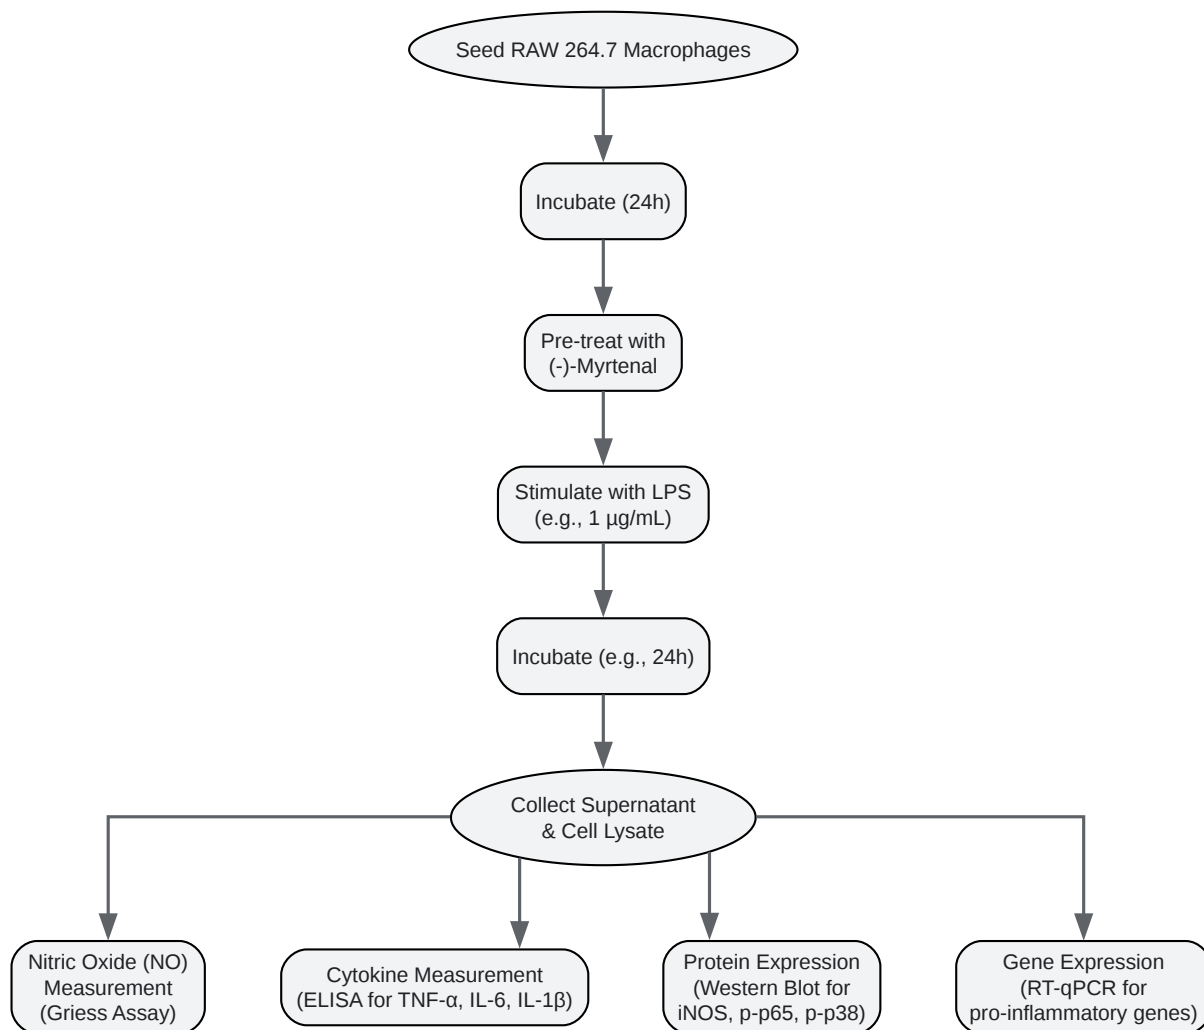 Seed RAW 264.7 Macrophages
Incubate (24h)
Pre-treat with
(-)-Myrtenal
Stimulate with LPS
(e.g., 1 µg/mL)
Incubate (e.g., 24h)
Collect Supernatant
& Cell Lysate
Nitric Oxide (NO)
Measurement
(Griess Assay)
Cytokine Measurement
(ELISA for TNF-α, IL-6, IL-1β)
Protein Expression
(Western Blot for
iNOS, p-p65, p-p38)
Gene Expression
(RT-qPCR for
pro-inflammatory genes)